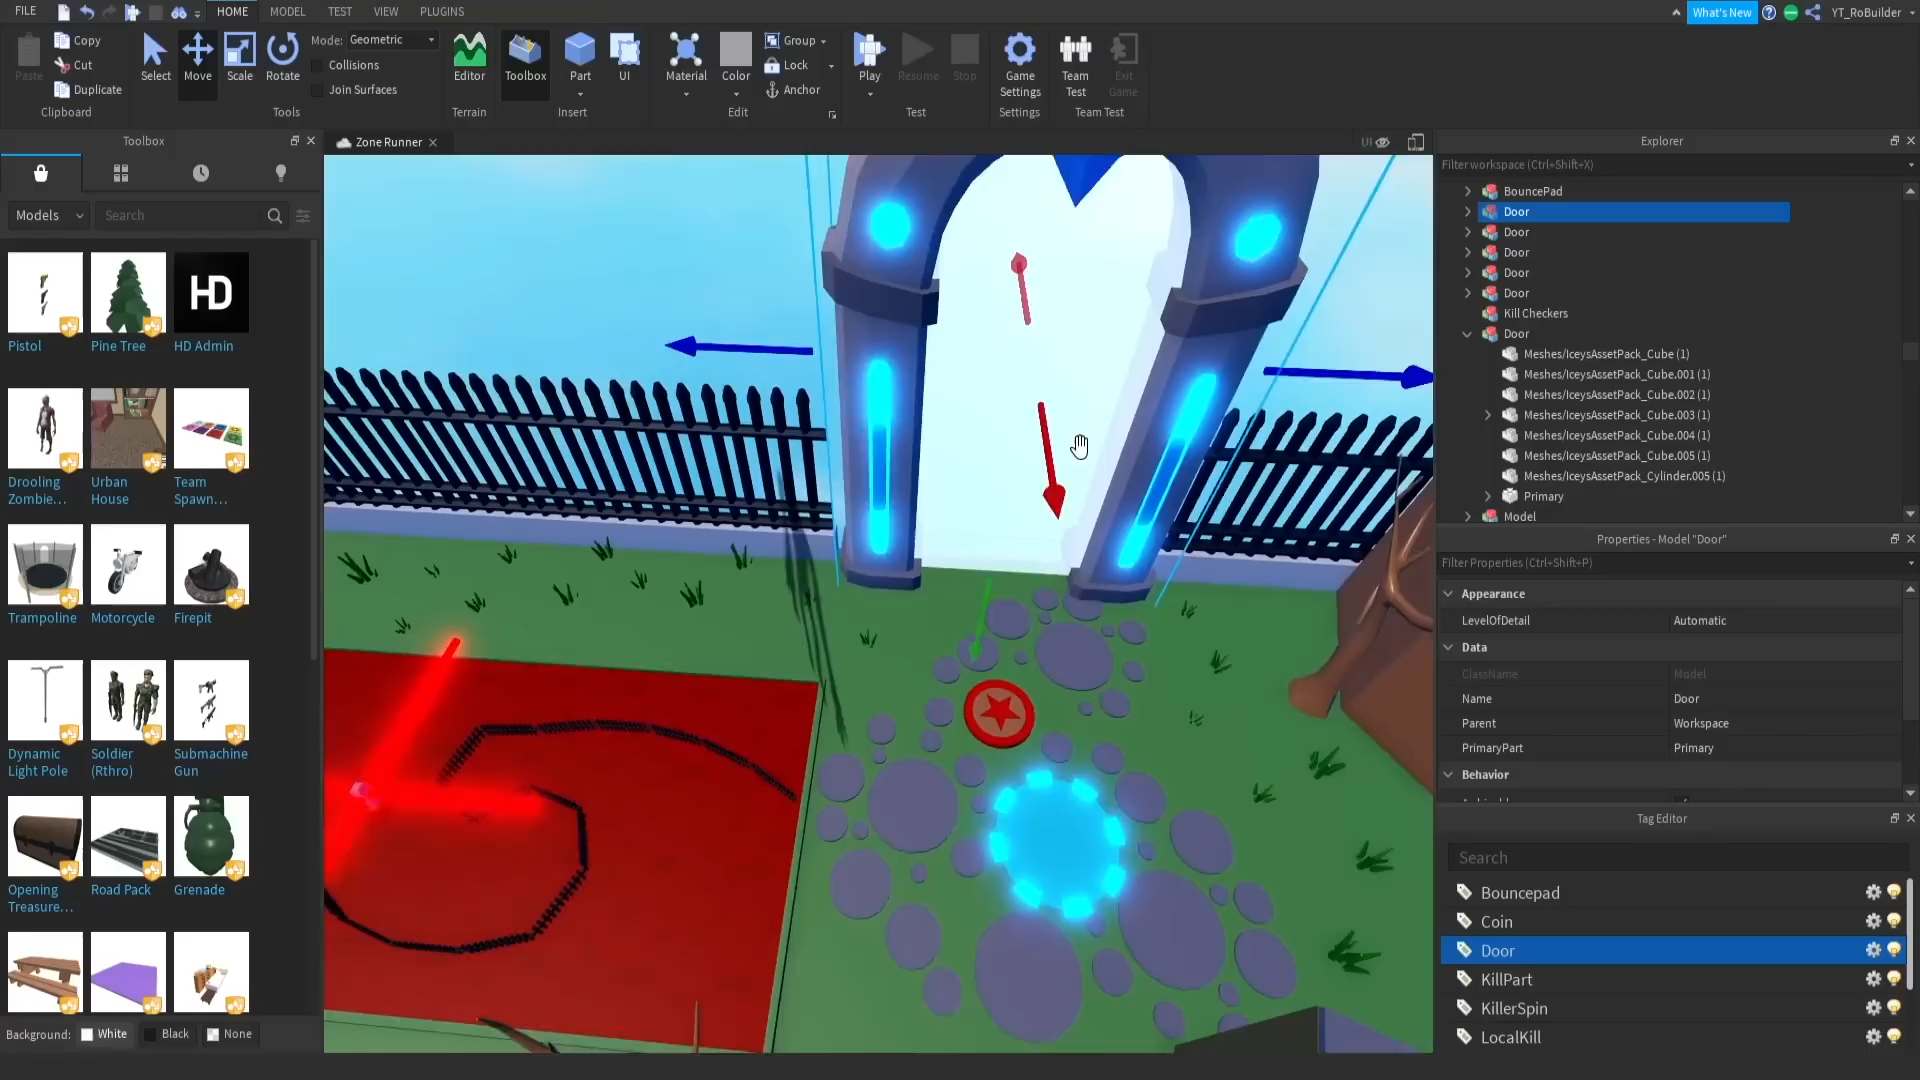 FILE
HOME
MODEL
TEST
VIEW
PLUGINS
What's New
YT_RoBuilder
Paste
Copy
Cut
Duplicate
Clipboard
Select
Move
Scale
Rotate
Mode: Geometric
Collisions
Join Surfaces
Tools
Editor
Terrain
Toolbox
Part
UI
Insert
Material
Color
Group
Lock
Anchor
Edit
Play
Resume
Stop
Test
Game
Settings
Settings
Team
Test
Exit
Game
Team Test
Toolbox
Models
Search
Pistol
Pine Tree
HD
HD Admin
Drooling
Zombie...
Urban
House
Team
Spawn...
Trampoline
Motorcycle
Firepit
Dynamic
Light Pole
Soldier
(Rthro)
Submachine
Gun
Opening
Treasure...
Road Pack
Grenade
Background:
White
Black
None
Zone Runner
UI
Explorer
Filter workspace (Ctrl+Shift+X)
BouncePad
Door
Door
Door
Door
Door
Kill Checkers
Door
Meshes/IceysAssetPack_Cube (1)
Meshes/IceysAssetPack_Cube.001 (1)
Meshes/IceysAssetPack_Cube.002 (1)
Meshes/IceysAssetPack_Cube.003 (1)
Meshes/IceysAssetPack_Cube.004 (1)
Meshes/IceysAssetPack_Cube.005 (1)
Meshes/IceysAssetPack_Cylinder.005 (1)
Primary
Model
Properties - Model "Door"
Filter Properties (Ctrl+Shift+P)
Appearance
LevelOfDetail Automatic
Data
ClassName Model
Name Door
Parent Workspace
PrimaryPart Primary
Behavior
Tag Editor
Search
Bouncepad
Coin
Door
KillPart
KillerSpin
LocalKill